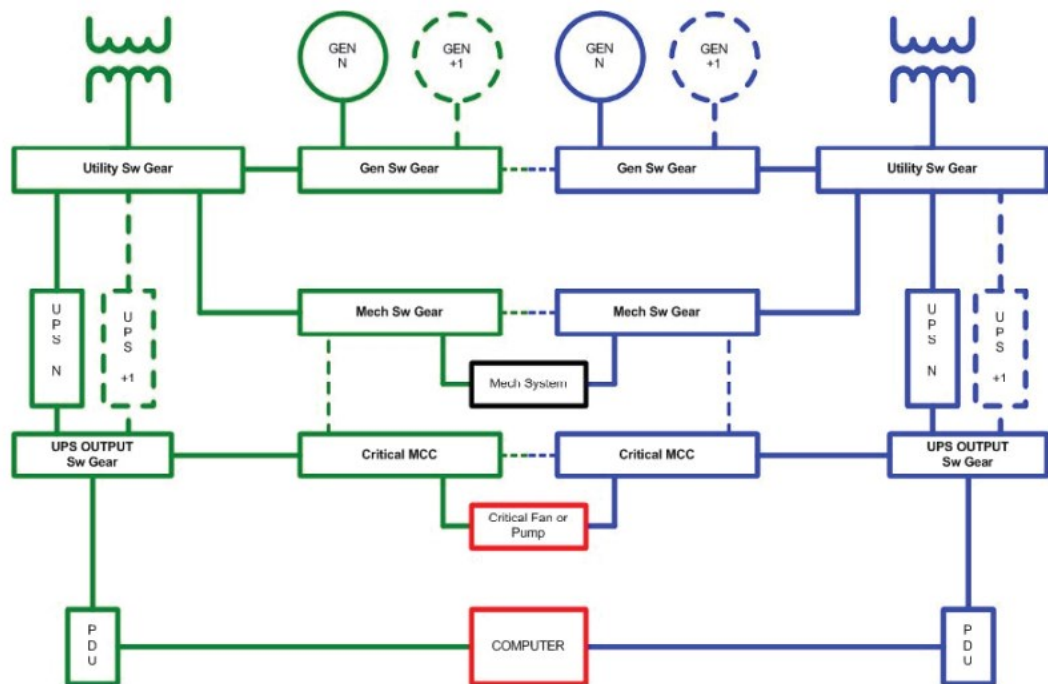 GEN
N
GEN
+1
GEN
N
GEN
+1
Utility Sw Gear
Gen Sw Gear
Gen Sw Gear
Utility Sw Gear
U
P
S
N
U
P
S
+1
Mech Sw Gear
Mech Sw Gear
U
P
S
N
U
P
S
+1
Mech System
UPS OUTPUT
Sw Gear
Critical MCC
Critical MCC
UPS OUTPUT
Sw Gear
Critical Fan or
Pump
P
D
U
COMPUTER
P
D
U